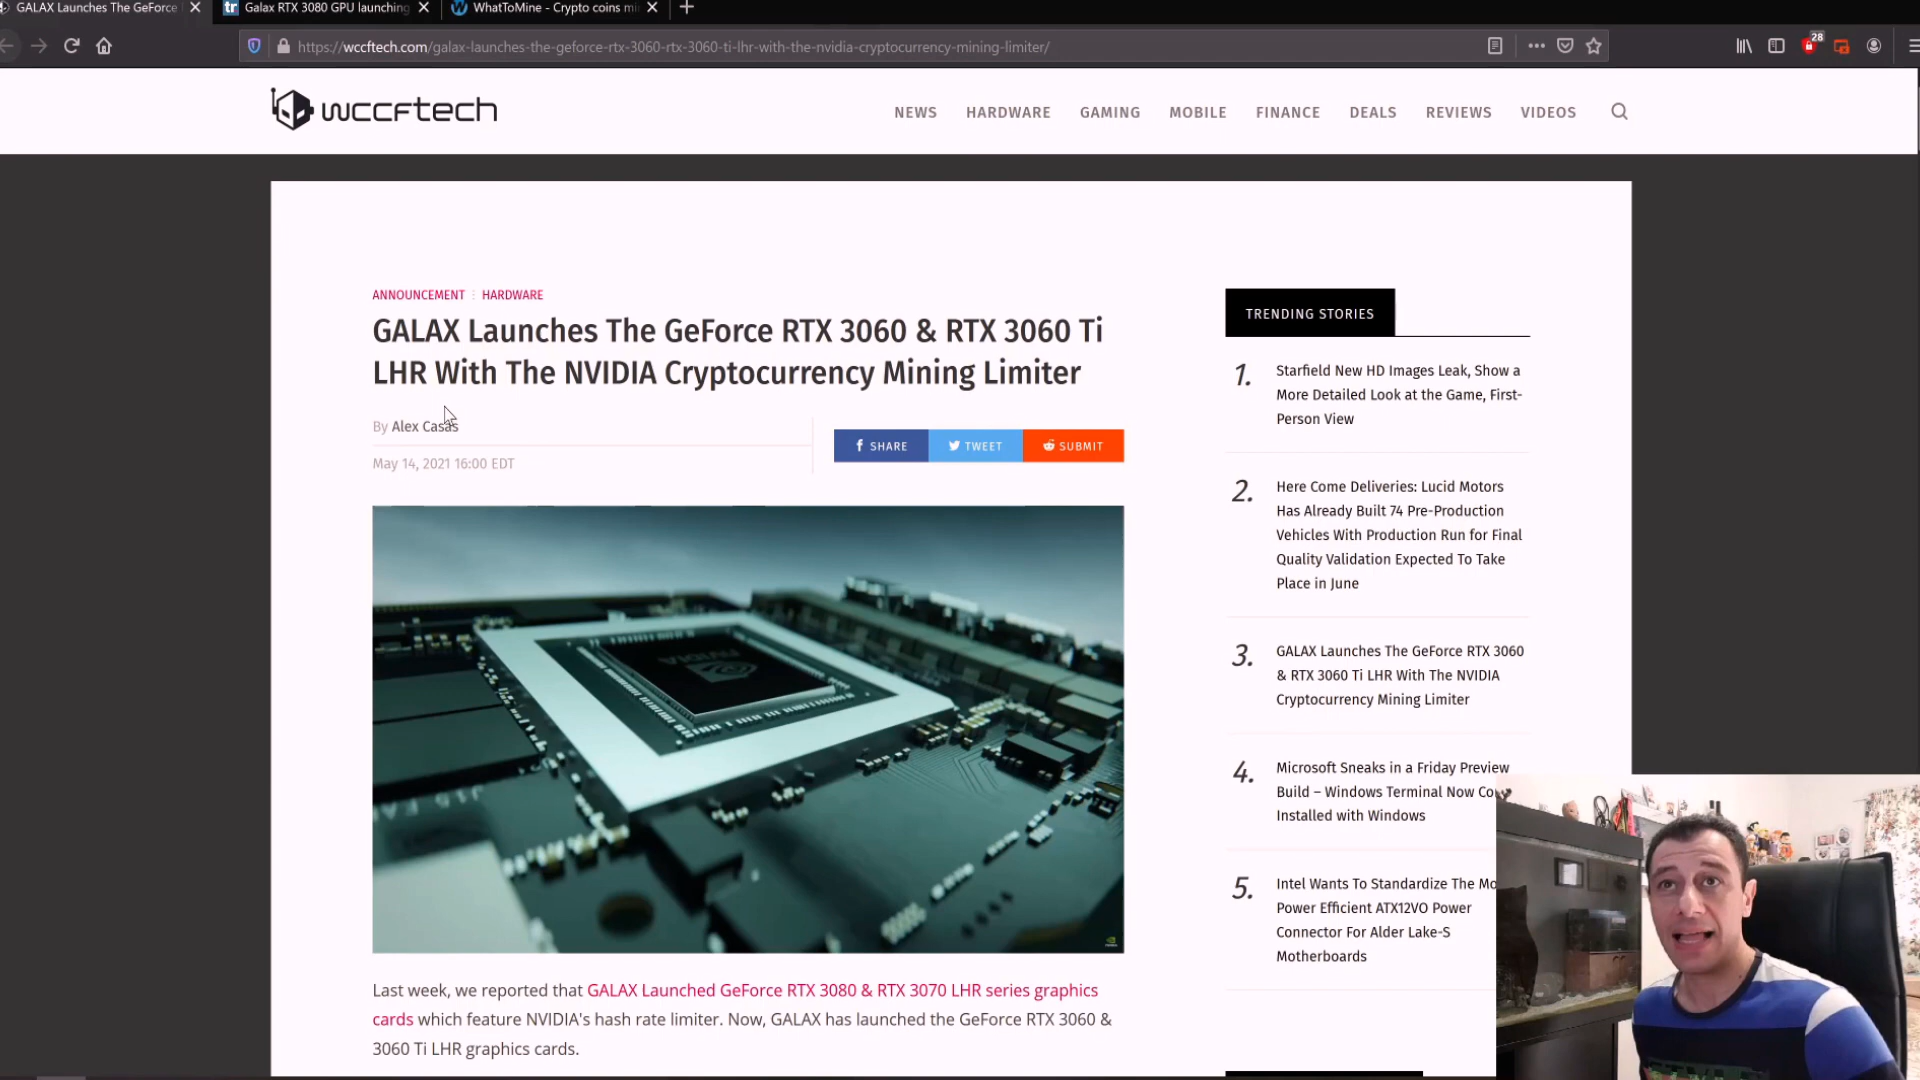 GALAX Launches The GeForce
Galax RTX 3080 GPU launching
WhatToMine - Crypto coins mi
https://wccftech.com/galax-launches-the-geforce-rtx-3060-rtx-3060-ti-lhr-with-the-nvidia-cryptocurrency-mining-limiter/
28
wccftech
NEWS HARDWARE GAMING MOBILE FINANCE DEALS REVIEWS VIDEOS
ANNOUNCEMENT HARDWARE
GALAX Launches The GeForce RTX 3060 & RTX 3060 Ti
LHR With The NVIDIA Cryptocurrency Mining Limiter
By Alex Casas
May 14, 2021 16:00 EDT
SHARE TWEET SUBMIT
NVIDIA
Last week, we reported that GALAX Launched GeForce RTX 3080 & RTX 3070 LHR series graphics
cards which feature NVIDIA's hash rate limiter. Now, GALAX has launched the GeForce RTX 3060 &
3060 Ti LHR graphics cards.
TRENDING STORIES
1. Starfield New HD Images Leak, Show a
More Detailed Look at the Game, First-
Person View
2. Here Come Deliveries: Lucid Motors
Has Already Built 74 Pre-Production
Vehicles With Production Run for Final
Quality Validation Expected To Take
Place in June
3. GALAX Launches The GeForce RTX 3060
& RTX 3060 Ti LHR With The NVIDIA
Cryptocurrency Mining Limiter
4. Microsoft Sneaks in a Friday Preview
Build – Windows Terminal Now Co
Installed with Windows
5. Intel Wants To Standardize The Mo
Power Efficient ATX12VO Power
Connector For Alder Lake-S
Motherboards